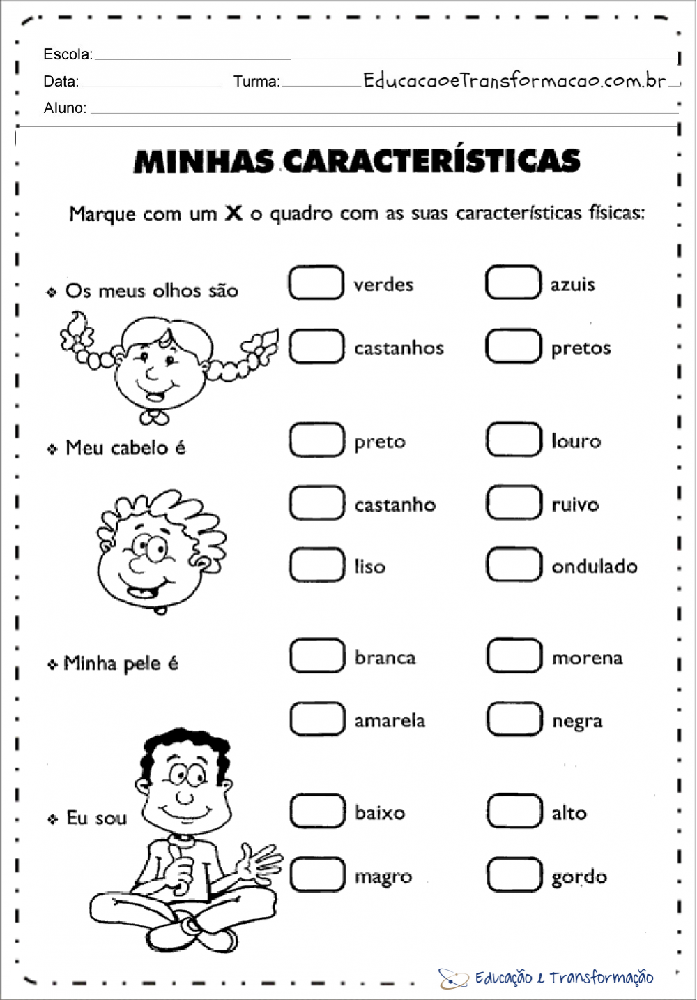 Escola:
Data: Turma: EducacaoeTransformacao.com.br
Aluno:
MINHAS CARACTERÍSTICAS
Marque com um X o quadro com as suas características físicas:
❖ Os meus olhos são
verdes azuis
castanhos pretos
❖ Meu cabelo é
preto louro
castanho ruivo
liso ondulado
❖ Minha pele é
branca morena
amarela negra
❖ Eu sou
baixo alto
magro gordo
Educação e Transformação